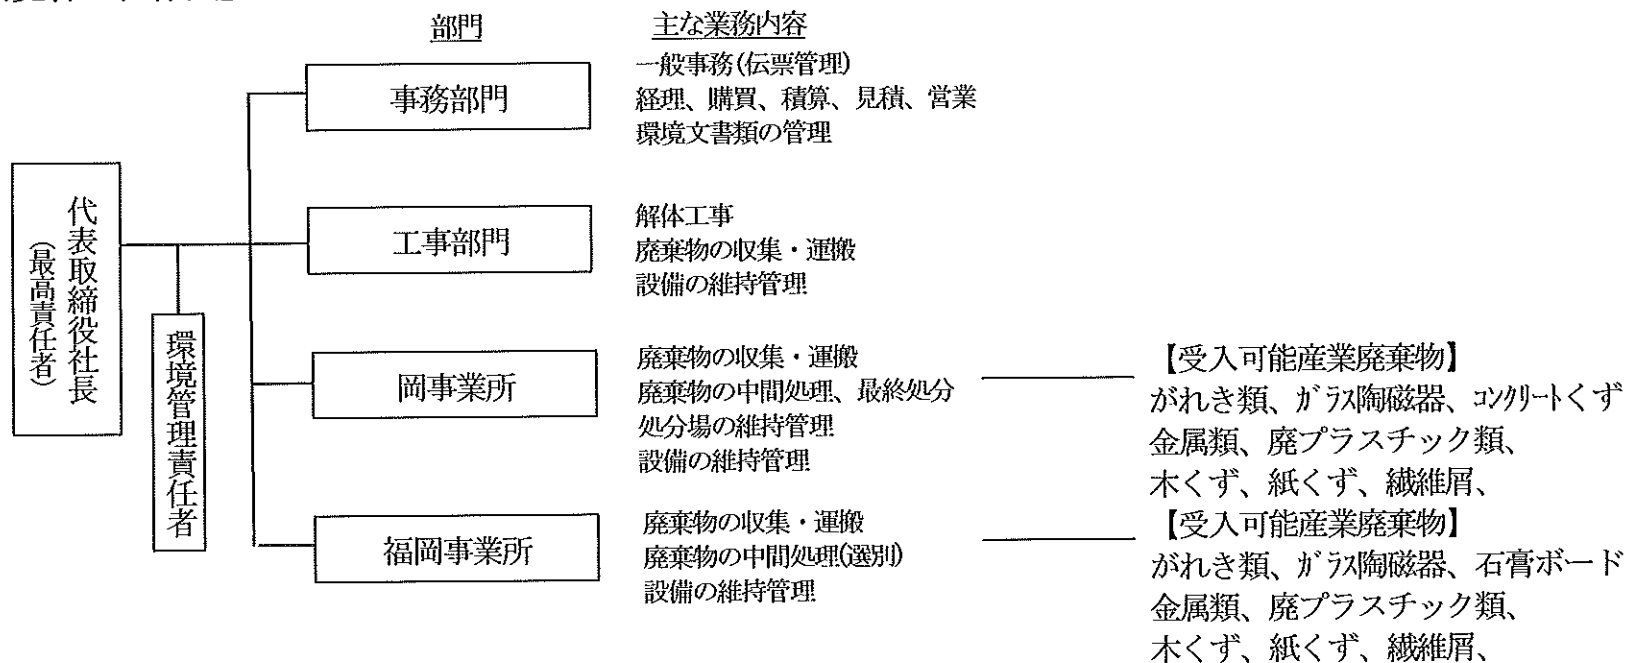 部門
主な業務内容
一般事務(伝票管理)
事務部門
経理、購買、積算、見積、営業
環境文書類の管理
代表取締役社長
(最高責任者)
環境管理責任者
工事部門
解体工事
廃棄物の収集・運搬
設備の維持管理
岡事業所
廃棄物の収集・運搬
廃棄物の中間処理、最終処分
処分場の維持管理
設備の維持管理
【受入可能産業廃棄物】
がれき類、ガラス陶磁器、コンクリートくず
金属類、廃プラスチック類、
木くず、紙くず、繊維屑、
福岡事業所
廃棄物の収集・運搬
廃棄物の中間処理(選別)
設備の維持管理
【受入可能産業廃棄物】
がれき類、ガラス陶磁器、石膏ボード
金属類、廃プラスチック類、
木くず、紙くず、繊維屑、